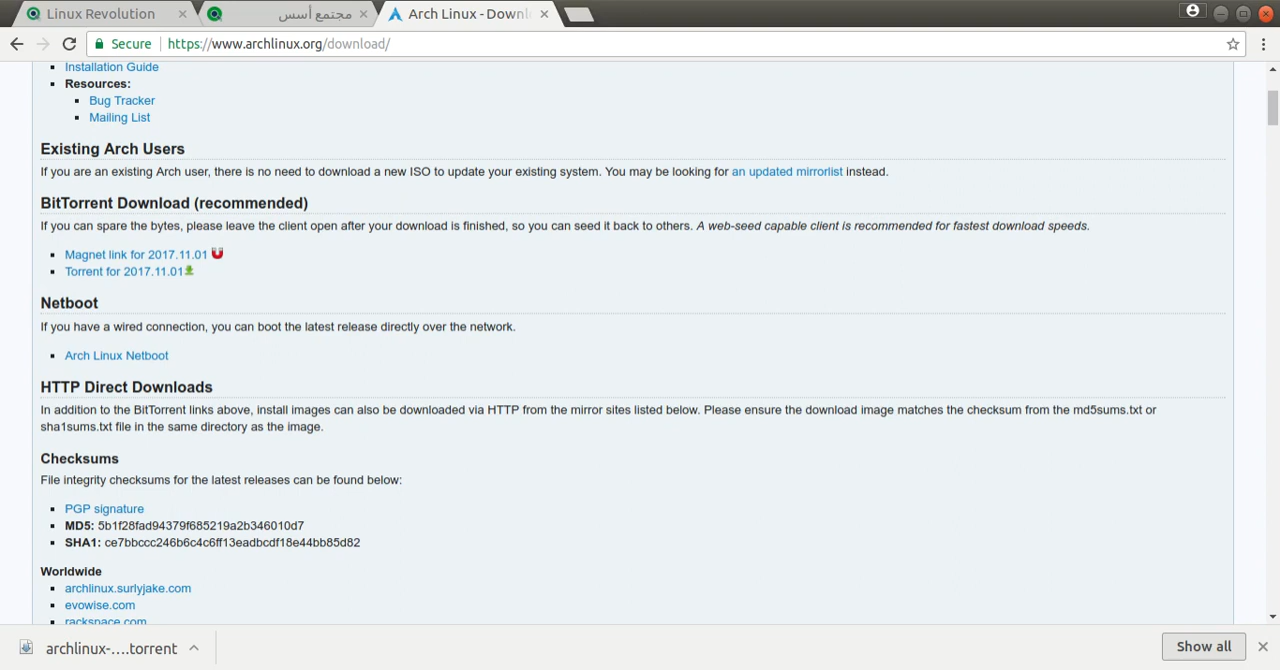 Linux Revolution
مجتمع أسس
Arch Linux - Downl
Secure
https://www.archlinux.org/download/
Installation Guide
Resources:
Bug Tracker
Mailing List
Existing Arch Users
If you are an existing Arch user, there is no need to download a new ISO to update your existing system. You may be looking for an updated mirrorlist instead.
BitTorrent Download (recommended)
If you can spare the bytes, please leave the client open after your download is finished, so you can seed it back to others. A web-seed capable client is recommended for fastest download speeds.
Magnet link for 2017.11.01
Torrent for 2017.11.01
Netboot
If you have a wired connection, you can boot the latest release directly over the network.
Arch Linux Netboot
HTTP Direct Downloads
In addition to the BitTorrent links above, install images can also be downloaded via HTTP from the mirror sites listed below. Please ensure the download image matches the checksum from the md5sums.txt or
sha1sums.txt file in the same directory as the image.
Checksums
File integrity checksums for the latest releases can be found below:
PGP signature
MD5: 5b1f28fad94379f685219a2b346010d7
SHA1: ce7bbccc246b6c4c6ff13eadbcdf18e44bb85d82
Worldwide
archlinux.surlyjake.com
evowise.com
rackspace.com
archlinux-....torrent
Show all